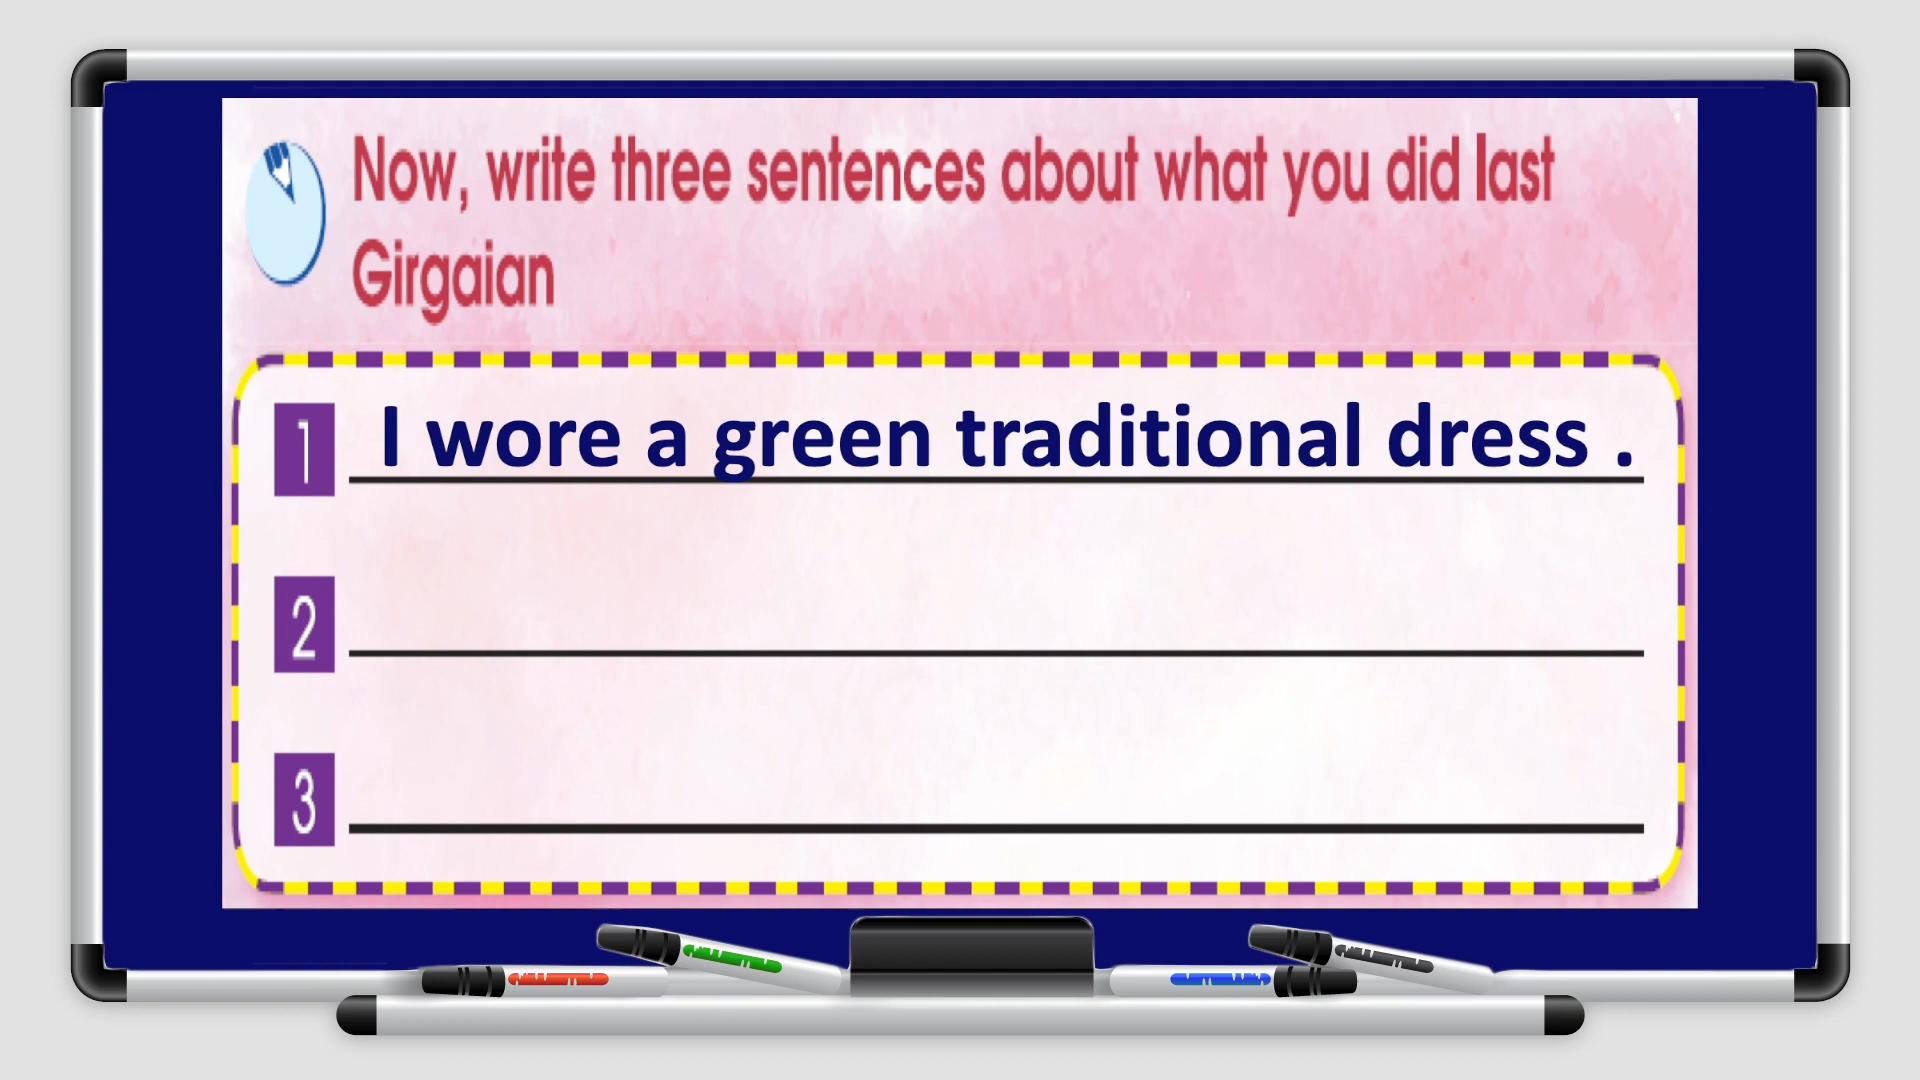 Now, write three sentences about what you did last
Girgaian
1 I wore a green traditional dress .
2
3